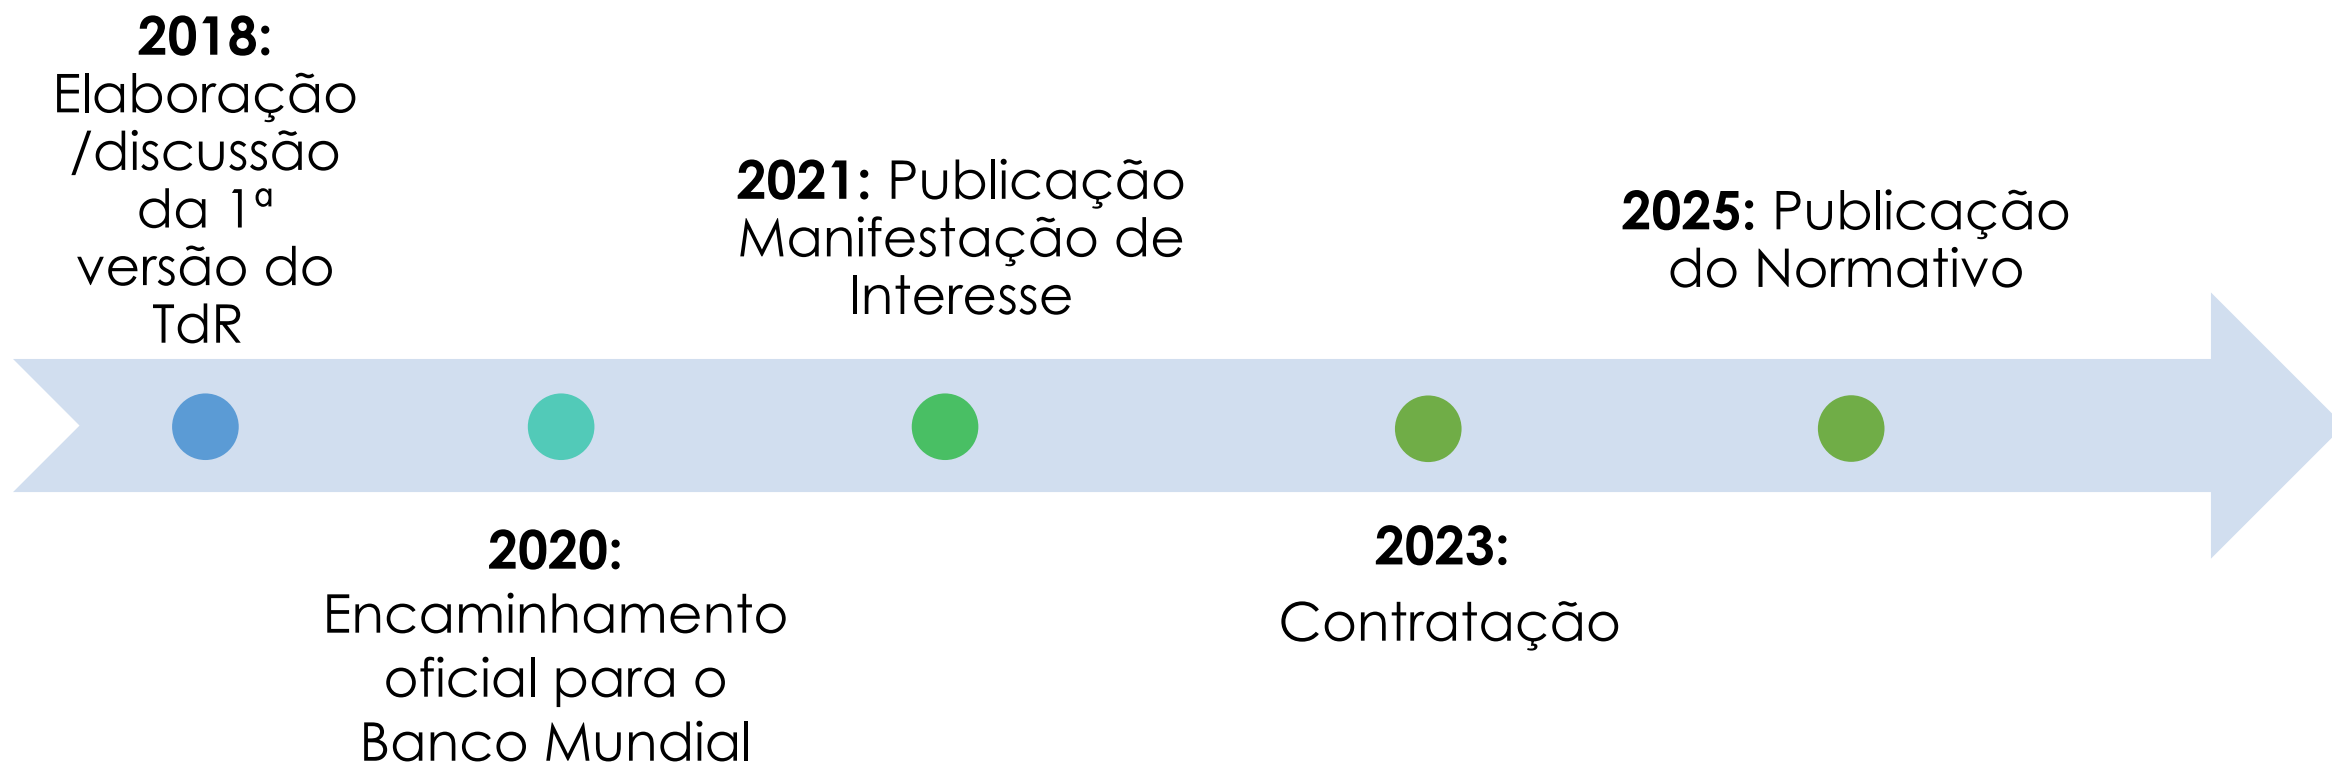 2018:
Elaboração
/discussão
da 1ª
versão do
TdR
2020:
Encaminhamento
oficial para o
Banco Mundial
2021: Publicação
Manifestação de
Interesse
2023:
Contratação
2025: Publicação
do Normativo